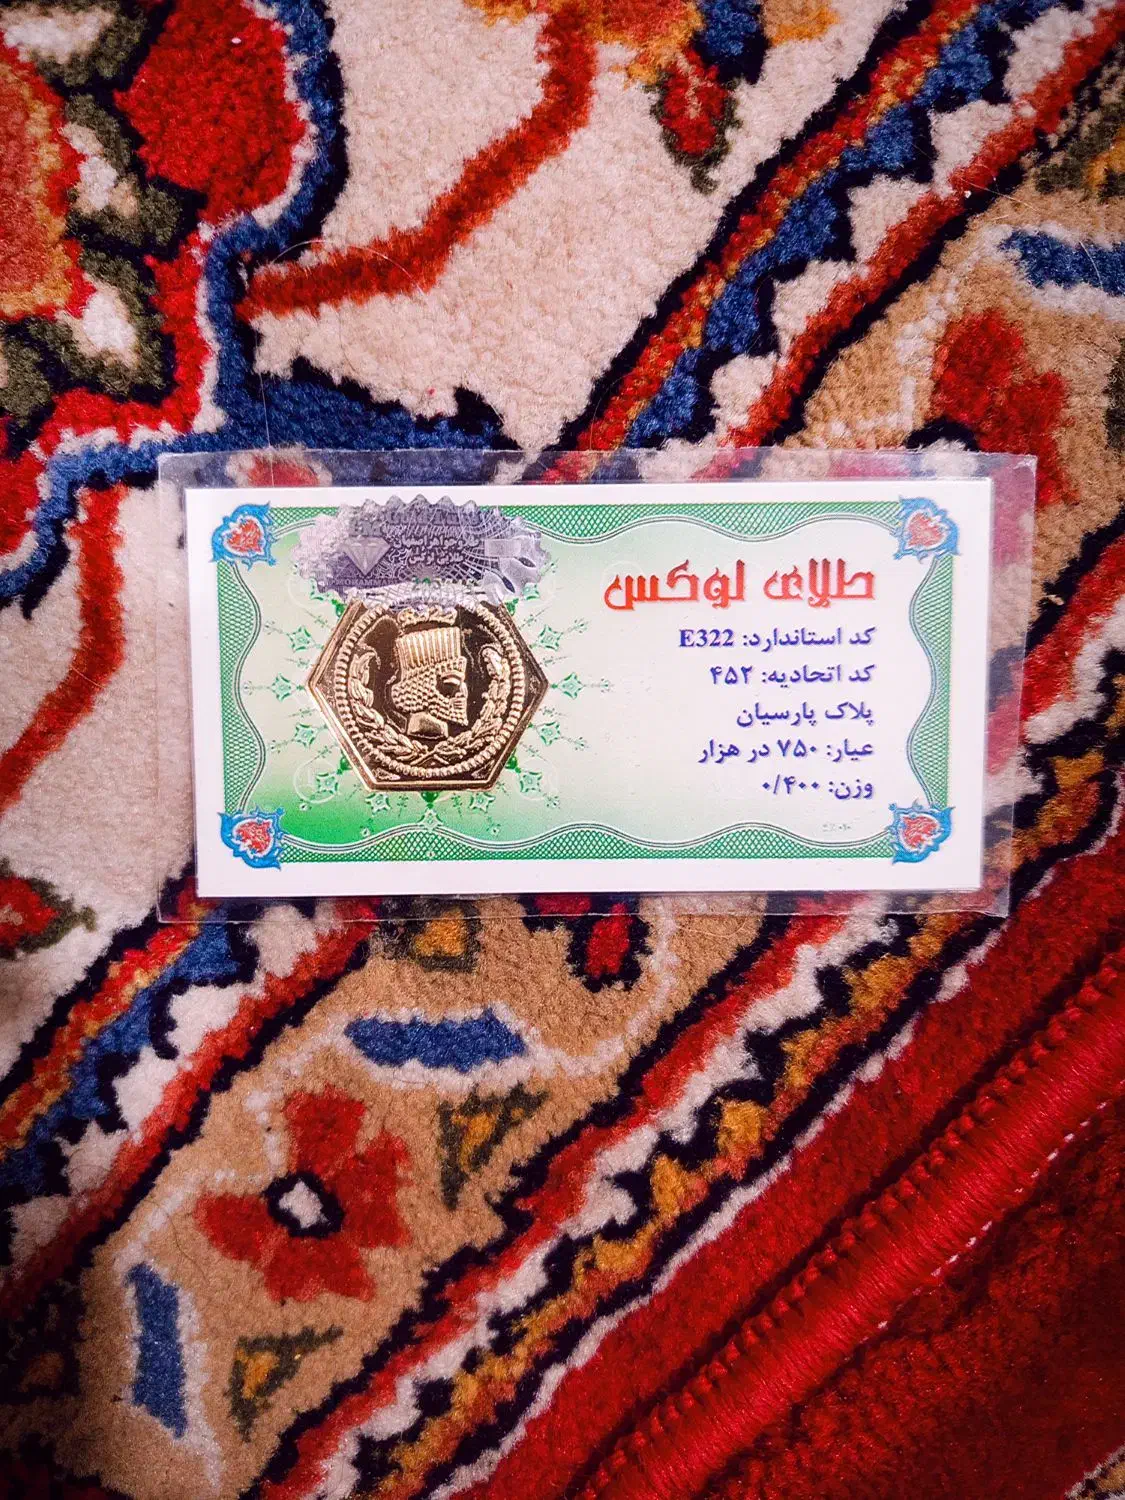 طلای لوکس
کد استاندارد: E322
کد اتحادیه: ۴۵۲
پلاک پارسیان
عیار: ۷۵۰ در هزار
وزن: ۰/۴۰۰